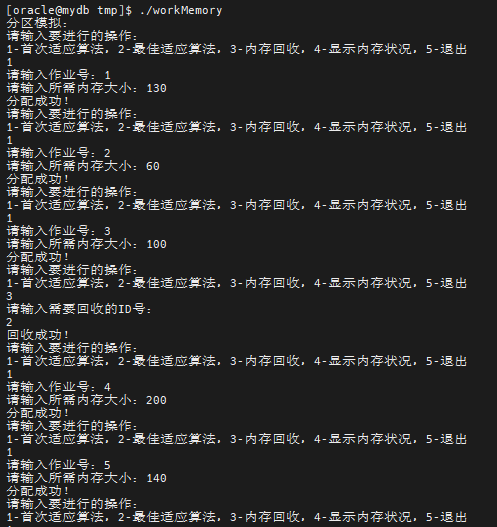 [oracle@mydb tmp]$ ./workMemory
分区模拟：
请输入要进行的操作：
1-首次适应算法，2-最佳适应算法，3-内存回收，4-显示内存状况，5-退出
1
请输入作业号：1
请输入所需内存大小：130
分配成功！
请输入要进行的操作：
1-首次适应算法，2-最佳适应算法，3-内存回收，4-显示内存状况，5-退出
1
请输入作业号：2
请输入所需内存大小：60
分配成功！
请输入要进行的操作：
1-首次适应算法，2-最佳适应算法，3-内存回收，4-显示内存状况，5-退出
1
请输入作业号：3
请输入所需内存大小：100
分配成功！
请输入要进行的操作：
1-首次适应算法，2-最佳适应算法，3-内存回收，4-显示内存状况，5-退出
3
请输入需要回收的ID号：
2
回收成功！
请输入要进行的操作：
1-首次适应算法，2-最佳适应算法，3-内存回收，4-显示内存状况，5-退出
1
请输入作业号：4
请输入所需内存大小：200
分配成功！
请输入要进行的操作：
1-首次适应算法，2-最佳适应算法，3-内存回收，4-显示内存状况，5-退出
1
请输入作业号：5
请输入所需内存大小：140
分配成功！
请输入要进行的操作：
1-首次适应算法，2-最佳适应算法，3-内存回收，4-显示内存状况，5-退出